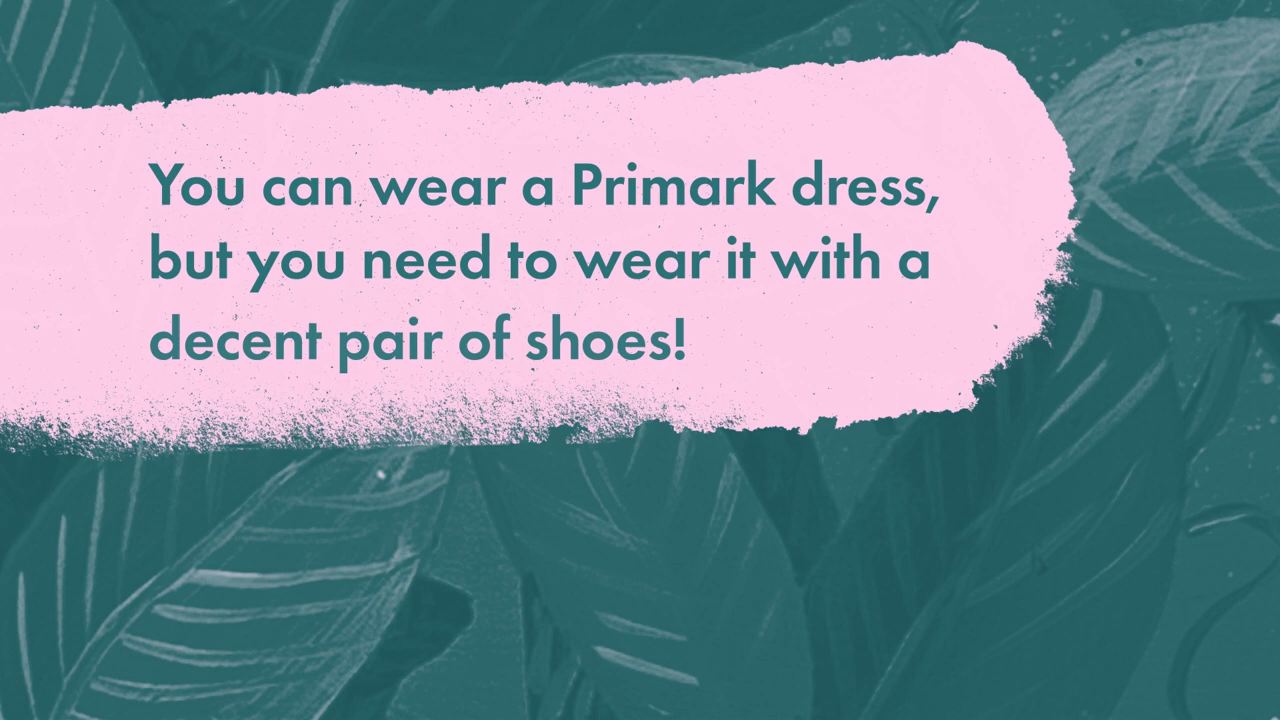 You can wear a Primark dress,
but you need to wear it with a
decent pair of shoes!